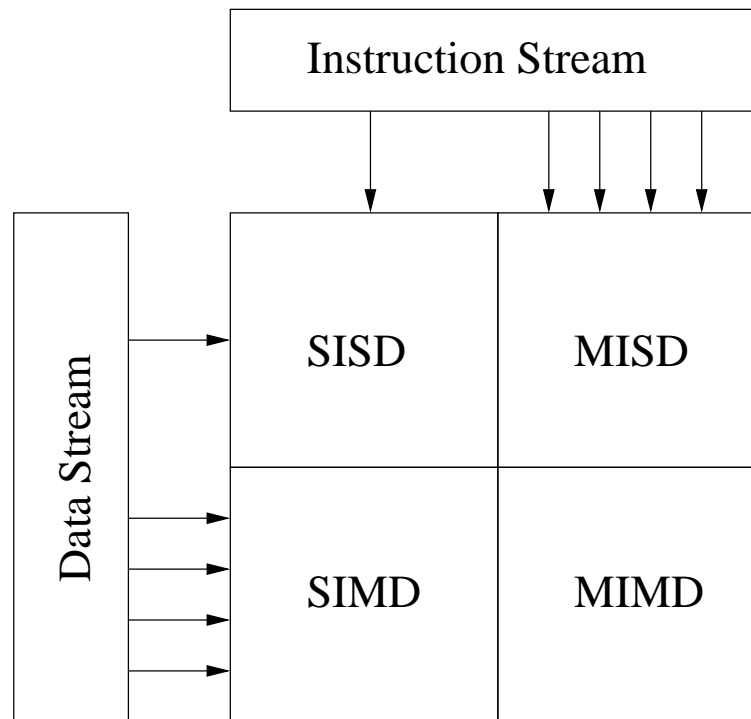 Instruction Stream
Data Stream
SISD
MISD
SIMD
MIMD